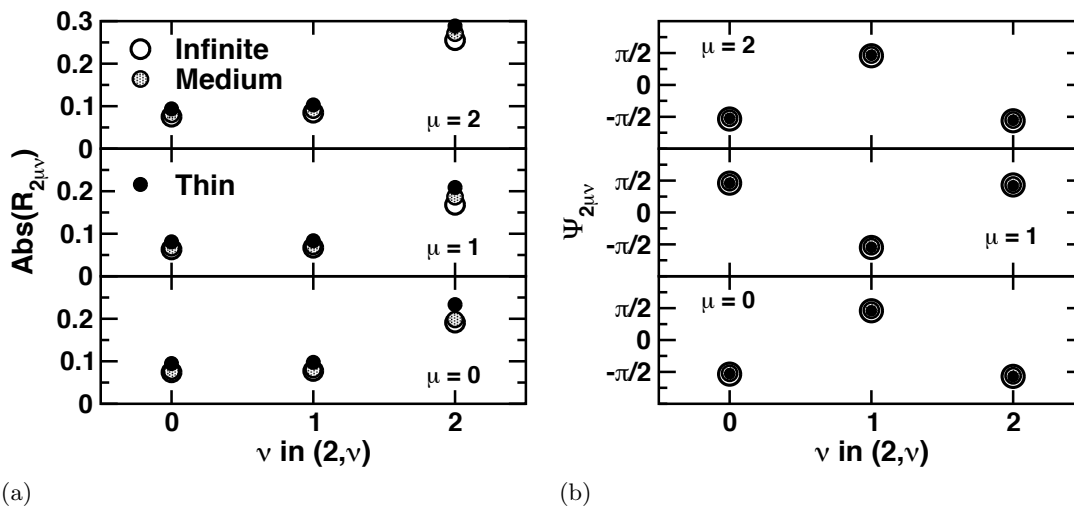 0.3
0.2
0.1
0
Infinite
Medium
μ = 2
0.2
0.1
0
Thin
μ = 1
0.2
0.1
0
μ = 0
Abs(R2μν)
0 1 2
ν in (2,ν)
(a)
π/2
0
-π/2
μ = 2
π/2
0
-π/2
μ = 1
π/2
0
-π/2
μ = 0
Ψ2μν
0 1 2
ν in (2,ν)
(b)